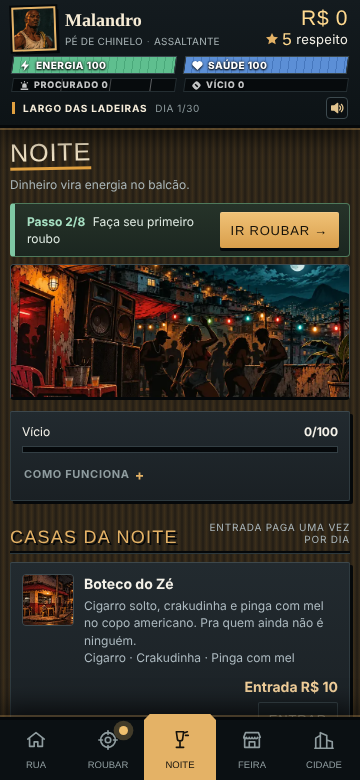 Malandro
PÉ DE CHINELO · ASSALTANTE
R$ 0
5 respeito
ENERGIA 100
SAÚDE 100
PROCURADO 0
VÍCIO 0
LARGO DAS LADEIRAS DIA 1/30
NOITE
Dinheiro vira energia no balcão.
Passo 2/8 Faça seu primeiro
roubo
IR ROUBAR →
Vício 0/100
COMO FUNCIONA +
CASAS DA NOITE
ENTRADA PAGA UMA VEZ
POR DIA
Boteco do Zé
Cigarro solto, crakudinha e pinga com mel
no copo americano. Pra quem ainda não é
ninguém.
Cigarro · Crakudinha · Pinga com mel
Entrada R$ 10
RUA
ROUBAR
NOITE
FEIRA
CIDADE